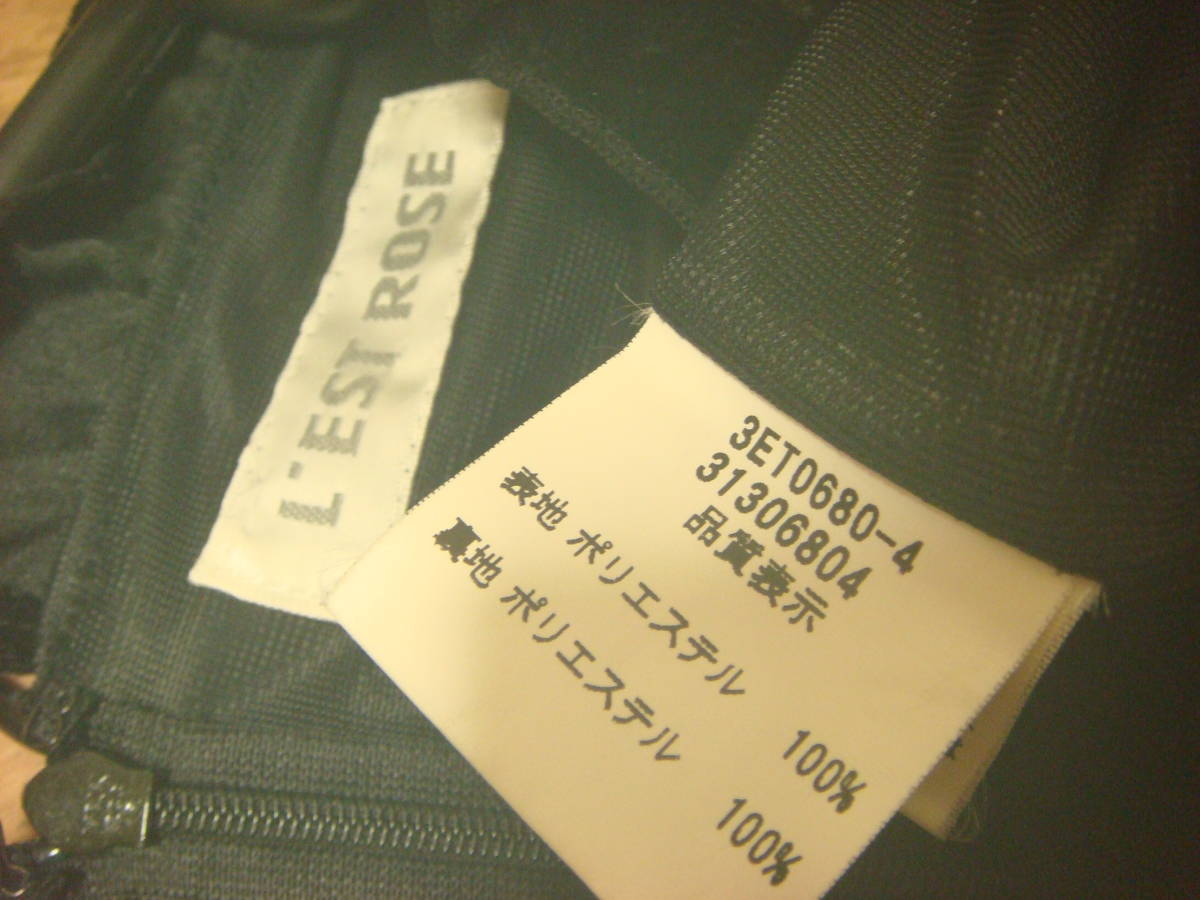 L'EST ROSE
3ET0680-4
31306804
品質表示
表地 ポリエステル 100%
裏地 ポリエステル 100%